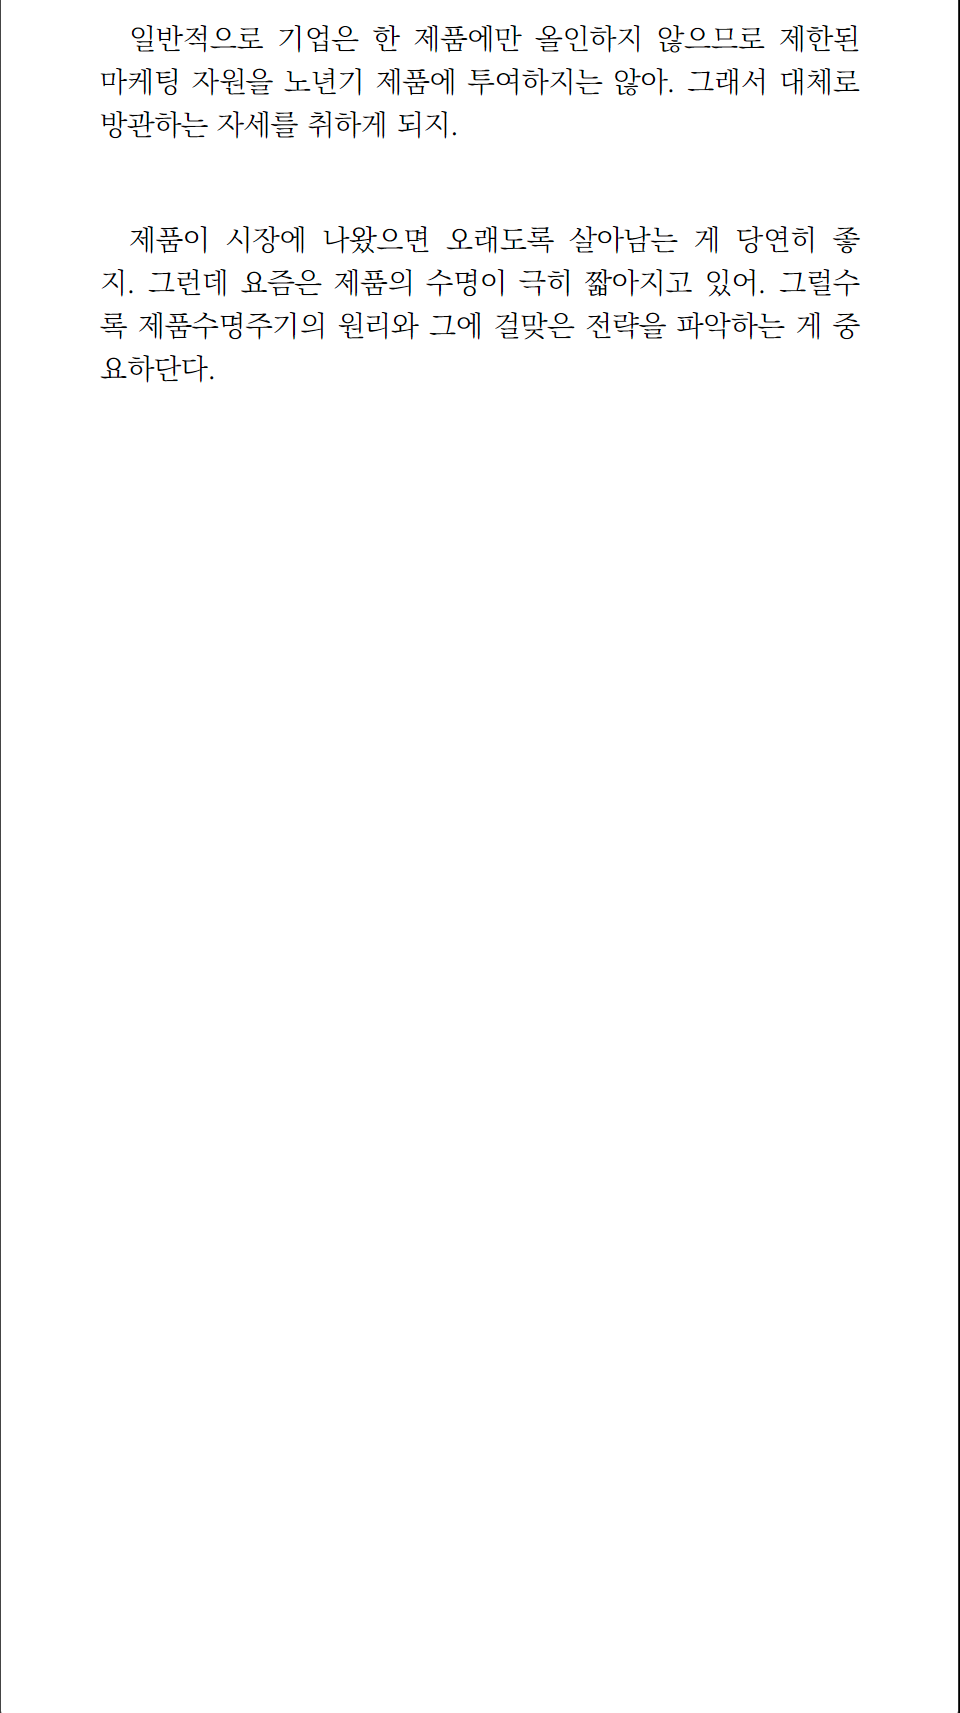 일반적으로 기업은 한 제품에만 올인하지 않으므로 제한된
마케팅 자원을 노년기 제품에 투여하지는 않아. 그래서 대체로
방관하는 자세를 취하게 되지.
제품이 시장에 나왔으면 오래도록 살아남는 게 당연히 좋
지. 그런데 요즘은 제품의 수명이 극히 짧아지고 있어. 그럴수
록 제품수명주기의 원리와 그에 걸맞은 전략을 파악하는 게 중
요하단다.